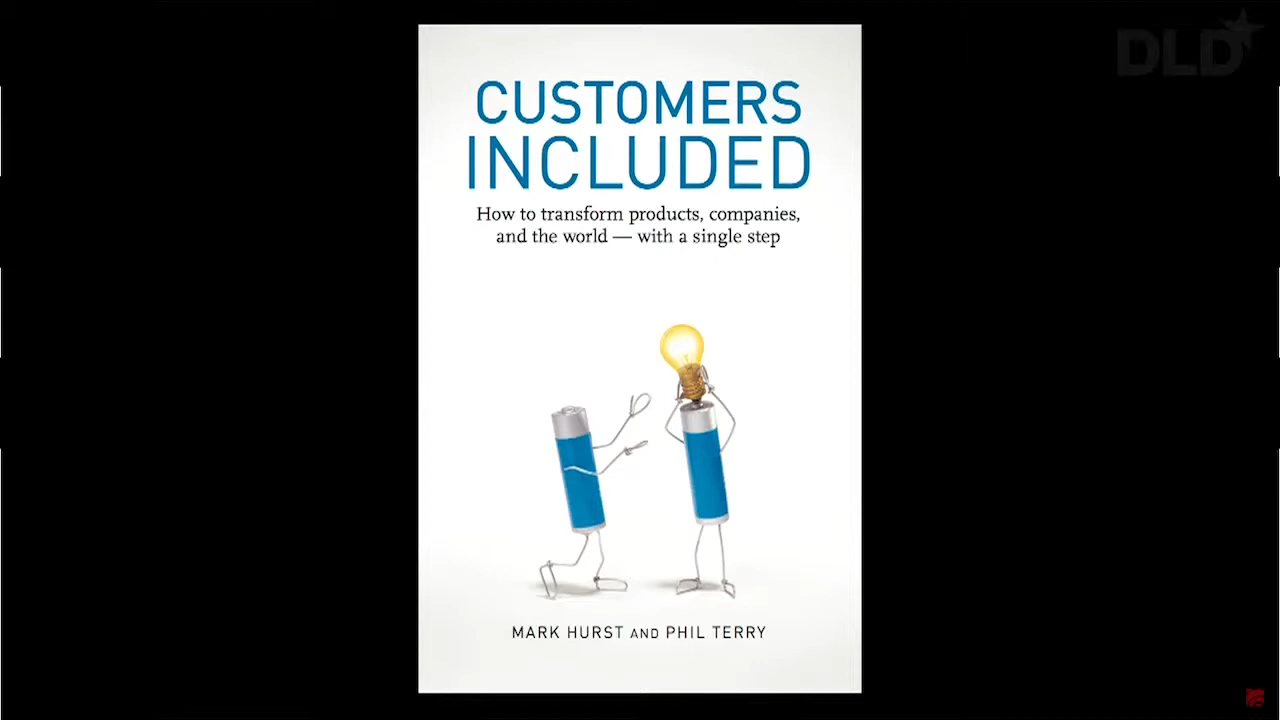 DLD
CUSTOMERS
INCLUDED
How to transform products, companies,
and the world — with a single step
MARK HURST AND PHIL TERRY